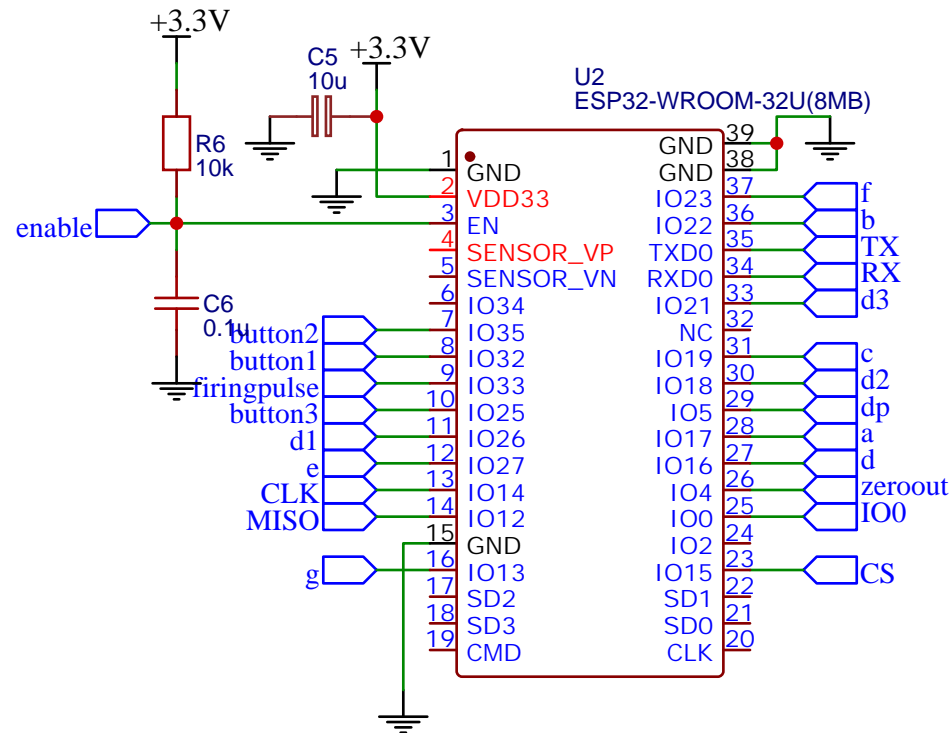 +3.3V
C5
10u
+3.3V
U2
ESP32-WROOM-32U(8MB)
R6
10k
enable
C6
0.1u
1 GND
2 VDD33
3 EN
4 SENSOR_VP
5 SENSOR_VN
6 IO34
button2 7 IO35
button1 8 IO32
firingpulse 9 IO33
button3 10 IO25
d1 11 IO26
e 12 IO27
CLK 13 IO14
MISO 14 IO12
15 GND
g 16 IO13
17 SD2
18 SD3
19 CMD
GND 39
GND 38
IO23 37 f
IO22 36 b
TXD0 35 TX
RXD0 34 RX
IO21 33 d3
NC 32
IO19 31 c
IO18 30 d2
IO5 29 dp
IO17 28 a
IO16 27 d
IO4 26 zeroout
IO0 25 IO0
IO2 24
IO15 23 CS
SD1 22
SD0 21
CLK 20